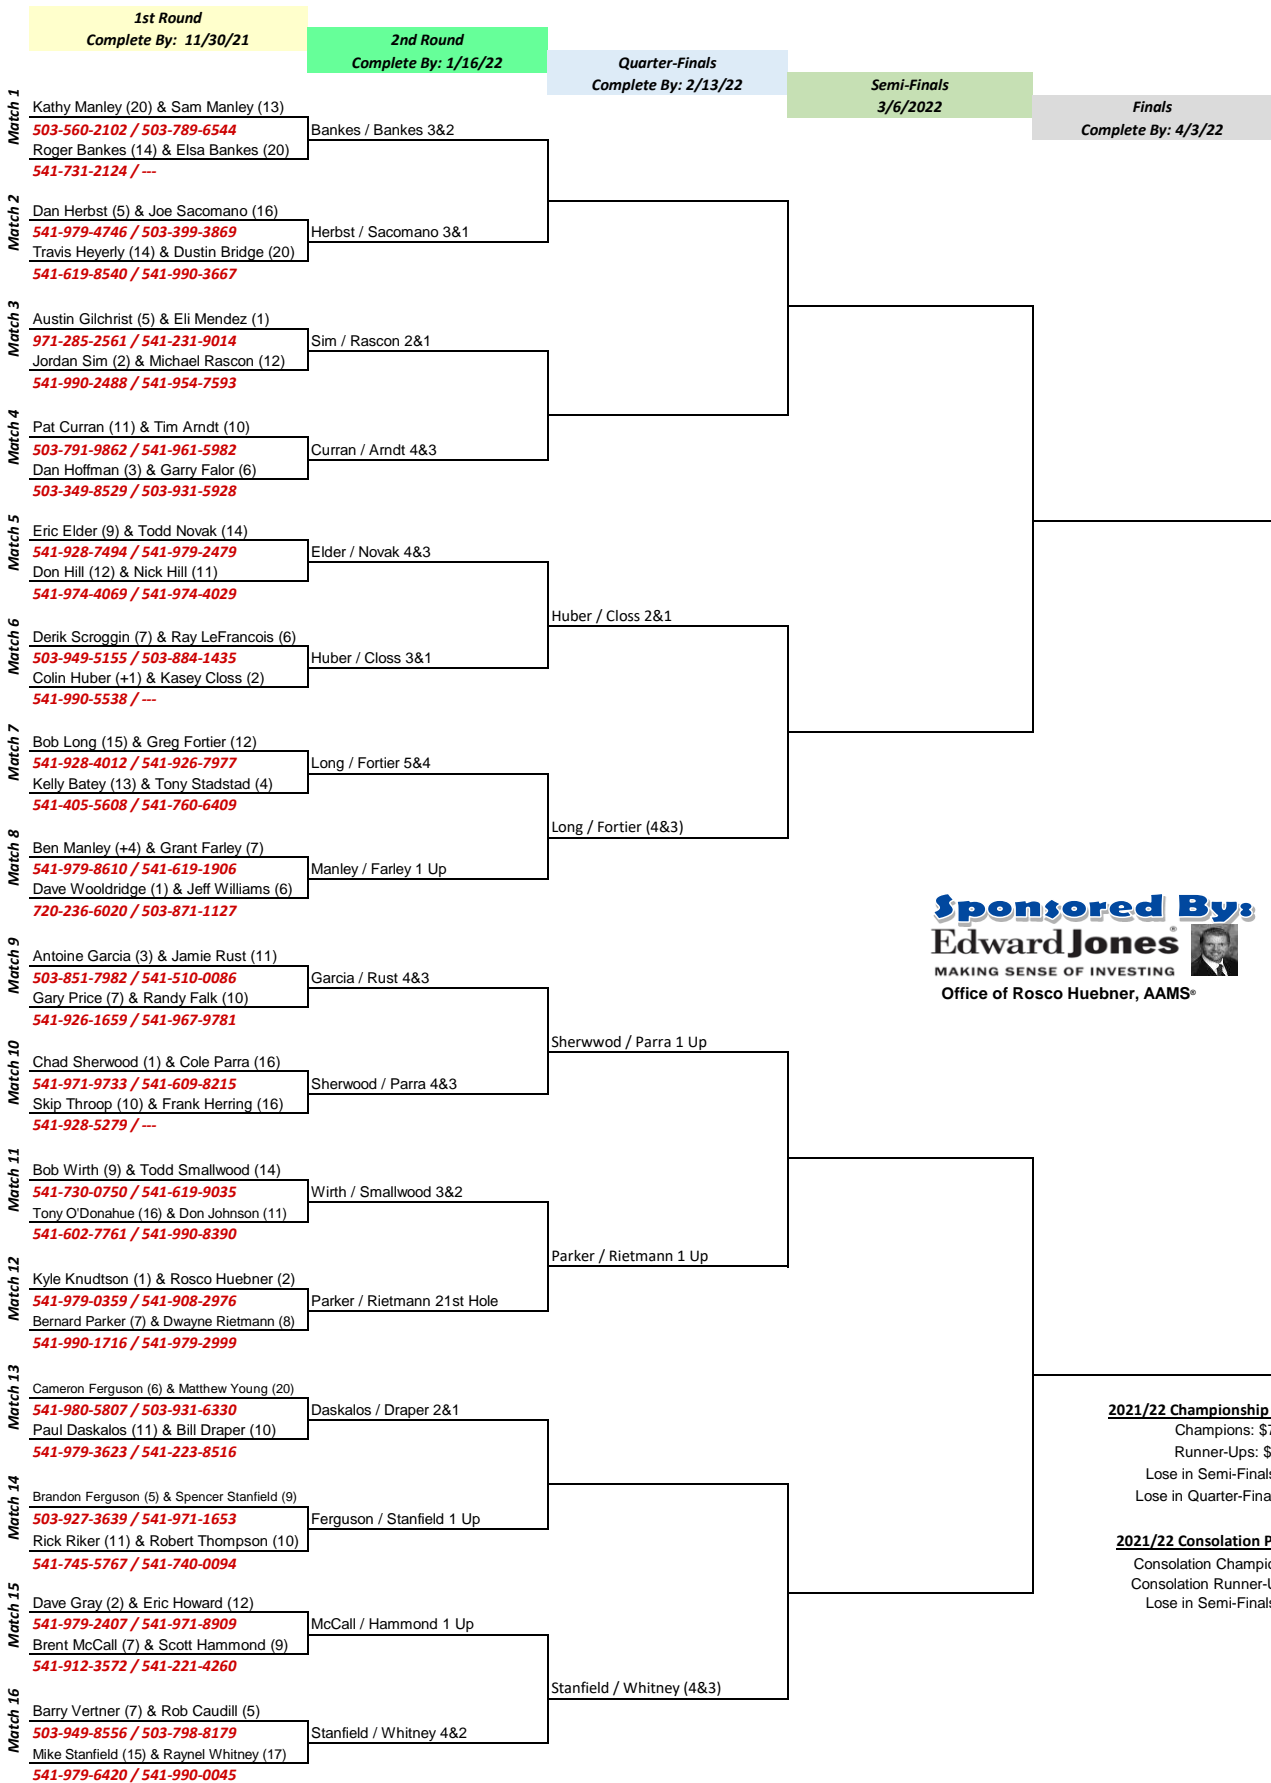 1st Round
Complete By: 11/30/21
2nd Round
Complete By: 1/16/22
Quarter-Finals
Complete By: 2/13/22
Semi-Finals
3/6/2022
Finals
Complete By: 4/3/22
Match 1
Kathy Manley (20) & Sam Manley (13)
503-560-2102 / 503-789-6544
Roger Bankes (14) & Elsa Bankes (20)
541-731-2124 / ---
Bankes / Bankes 3&2
Match 2
Dan Herbst (5) & Joe Sacomano (16)
541-979-4746 / 503-399-3869
Travis Heyerly (14) & Dustin Bridge (20)
541-619-8540 / 541-990-3667
Herbst / Sacomano 3&1
Match 3
Austin Gilchrist (5) & Eli Mendez (1)
971-285-2561 / 541-231-9014
Jordan Sim (2) & Michael Rascon (12)
541-990-2488 / 541-954-7593
Sim / Rascon 2&1
Match 4
Pat Curran (11) & Tim Arndt (10)
503-791-9862 / 541-961-5982
Dan Hoffman (3) & Garry Falor (6)
503-349-8529 / 503-931-5928
Curran / Arndt 4&3
Match 5
Eric Elder (9) & Todd Novak (14)
541-928-7494 / 541-979-2479
Don Hill (12) & Nick Hill (11)
541-974-4069 / 541-974-4029
Elder / Novak 4&3
Huber / Closs 2&1
Match 6
Derik Scroggin (7) & Ray LeFrancois (6)
503-949-5155 / 503-884-1435
Colin Huber (+1) & Kasey Closs (2)
541-990-5538 / ---
Huber / Closs 3&1
Match 7
Bob Long (15) & Greg Fortier (12)
541-928-4012 / 541-926-7977
Kelly Batey (13) & Tony Stadstad (4)
541-405-5608 / 541-760-6409
Long / Fortier 5&4
Long / Fortier (4&3)
Match 8
Ben Manley (+4) & Grant Farley (7)
541-979-8610 / 541-619-1906
Dave Wooldridge (1) & Jeff Williams (6)
720-236-6020 / 503-871-1127
Manley / Farley 1 Up
Sponsored By:
Edward Jones®
MAKING SENSE OF INVESTING
Office of Rosco Huebner, AAMS®
Match 9
Antoine Garcia (3) & Jamie Rust (11)
503-851-7982 / 541-510-0086
Gary Price (7) & Randy Falk (10)
541-926-1659 / 541-967-9781
Garcia / Rust 4&3
Sherwwod / Parra 1 Up
Match 10
Chad Sherwood (1) & Cole Parra (16)
541-971-9733 / 541-609-8215
Skip Throop (10) & Frank Herring (16)
541-928-5279 / ---
Sherwood / Parra 4&3
Match 11
Bob Wirth (9) & Todd Smallwood (14)
541-730-0750 / 541-619-9035
Tony O'Donahue (16) & Don Johnson (11)
541-602-7761 / 541-990-8390
Wirth / Smallwood 3&2
Parker / Rietmann 1 Up
Match 12
Kyle Knudtson (1) & Rosco Huebner (2)
541-979-0359 / 541-908-2976
Bernard Parker (7) & Dwayne Rietmann (8)
541-990-1716 / 541-979-2999
Parker / Rietmann 21st Hole
Match 13
Cameron Ferguson (6) & Matthew Young (20)
541-980-5807 / 503-931-6330
Paul Daskalos (11) & Bill Draper (10)
541-979-3623 / 541-223-8516
Daskalos / Draper 2&1
2021/22 Championship
Champions: $7
Runner-Ups: $
Lose in Semi-Finals
Lose in Quarter-Fina
Match 14
Brandon Ferguson (5) & Spencer Stanfield (9)
503-927-3639 / 541-971-1653
Rick Riker (11) & Robert Thompson (10)
541-745-5767 / 541-740-0094
Ferguson / Stanfield 1 Up
2021/22 Consolation P
Consolation Champio
Consolation Runner-U
Lose in Semi-Finals
Match 15
Dave Gray (2) & Eric Howard (12)
541-979-2407 / 541-971-8909
Brent McCall (7) & Scott Hammond (9)
541-912-3572 / 541-221-4260
McCall / Hammond 1 Up
Stanfield / Whitney (4&3)
Match 16
Barry Vertner (7) & Rob Caudill (5)
503-949-8556 / 503-798-8179
Mike Stanfield (15) & Raynel Whitney (17)
541-979-6420 / 541-990-0045
Stanfield / Whitney 4&2